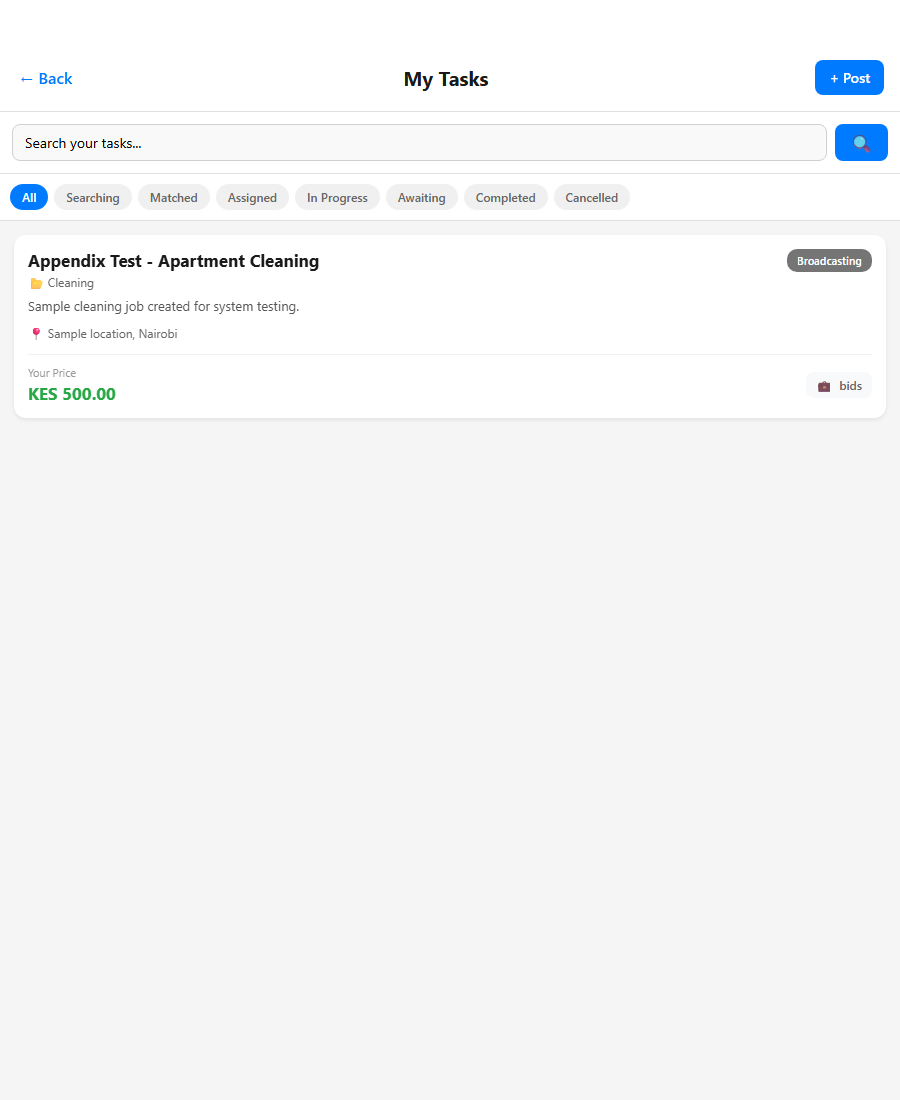 ← Back
My Tasks
+ Post
Search your tasks...
All
Searching
Matched
Assigned
In Progress
Awaiting
Completed
Cancelled
Appendix Test - Apartment Cleaning
Broadcasting
Cleaning
Sample cleaning job created for system testing.
Sample location, Nairobi
Your Price
KES 500.00
bids